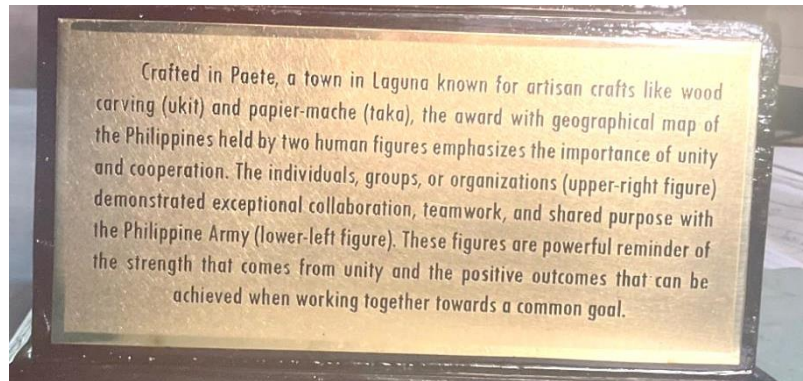 Crafted in Paete, a town in Laguna known for artisan crafts like wood
carving (ukit) and papier-mache (taka), the award with geographical map of
the Philippines held by two human figures emphasizes the importance of unity
and cooperation. The individuals, groups, or organizations (upper-right figure)
demonstrated exceptional collaboration, teamwork, and shared purpose with
the Philippine Army (lower-left figure). These figures are powerful reminder of
the strength that comes from unity and the positive outcomes that can be
achieved when working together towards a common goal.